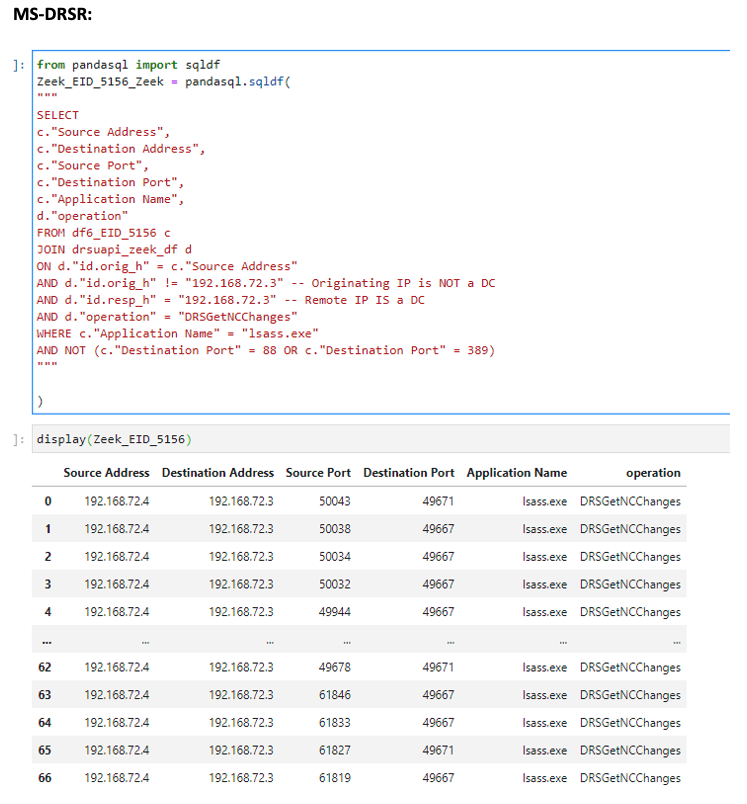 MS-DRSR:
]: from pandasql import sqldf
Zeek_EID_5156_Zeek = pandasql.sqldf(
"""
SELECT
c."Source Address",
c."Destination Address",
c."Source Port",
c."Destination Port",
c."Application Name",
d."operation"
FROM df6_EID_5156 c
JOIN drsuapi_zeek_df d
ON d."id.orig_h" = c."Source Address"
AND d."id.orig_h" != "192.168.72.3" -- Originating IP is NOT a DC
AND d."id.resp_h" = "192.168.72.3" -- Remote IP IS a DC
AND d."operation" = "DRSGetNCChanges"
WHERE c."Application Name" = "lsass.exe"
AND NOT (c."Destination Port" = 88 OR c."Destination Port" = 389)
"""
)
]: display(Zeek_EID_5156)
Source Address Destination Address Source Port Destination Port Application Name operation
0 192.168.72.4 192.168.72.3 50043 49671 lsass.exe DRSGetNCChanges
1 192.168.72.4 192.168.72.3 50038 49667 lsass.exe DRSGetNCChanges
2 192.168.72.4 192.168.72.3 50034 49667 lsass.exe DRSGetNCChanges
3 192.168.72.4 192.168.72.3 50032 49667 lsass.exe DRSGetNCChanges
4 192.168.72.4 192.168.72.3 49944 49667 lsass.exe DRSGetNCChanges
... ... ... ... ... ... ...
62 192.168.72.4 192.168.72.3 49678 49671 lsass.exe DRSGetNCChanges
63 192.168.72.4 192.168.72.3 61846 49667 lsass.exe DRSGetNCChanges
64 192.168.72.4 192.168.72.3 61833 49667 lsass.exe DRSGetNCChanges
65 192.168.72.4 192.168.72.3 61827 49671 lsass.exe DRSGetNCChanges
66 192.168.72.4 192.168.72.3 61819 49667 lsass.exe DRSGetNCChanges